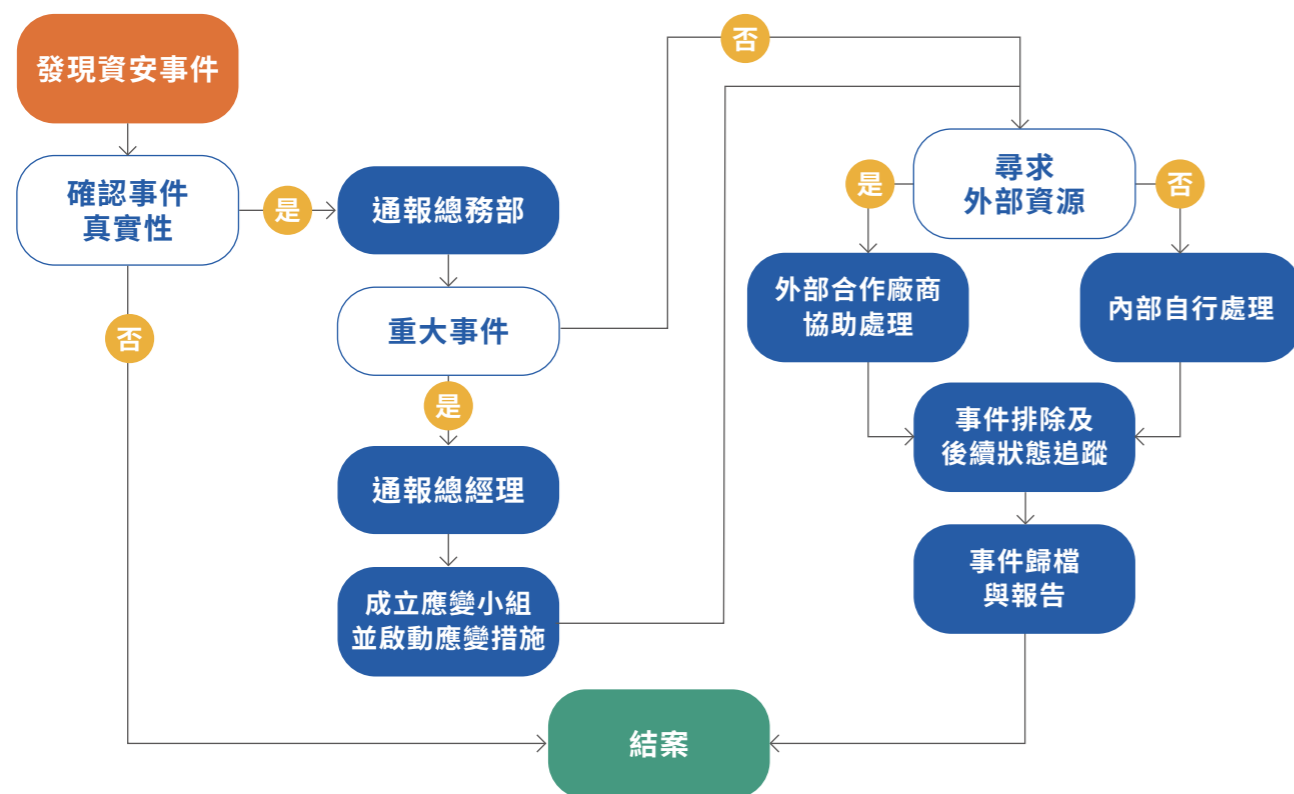 發現資安事件
確認事件
真實性
是
否
通報總務部
重大事件
否
是
通報總經理
成立應變小組
並啟動應變措施
尋求
外部資源
是
否
外部合作廠商
協助處理
內部自行處理
事件排除及
後續狀態追蹤
事件歸檔
與報告
結案